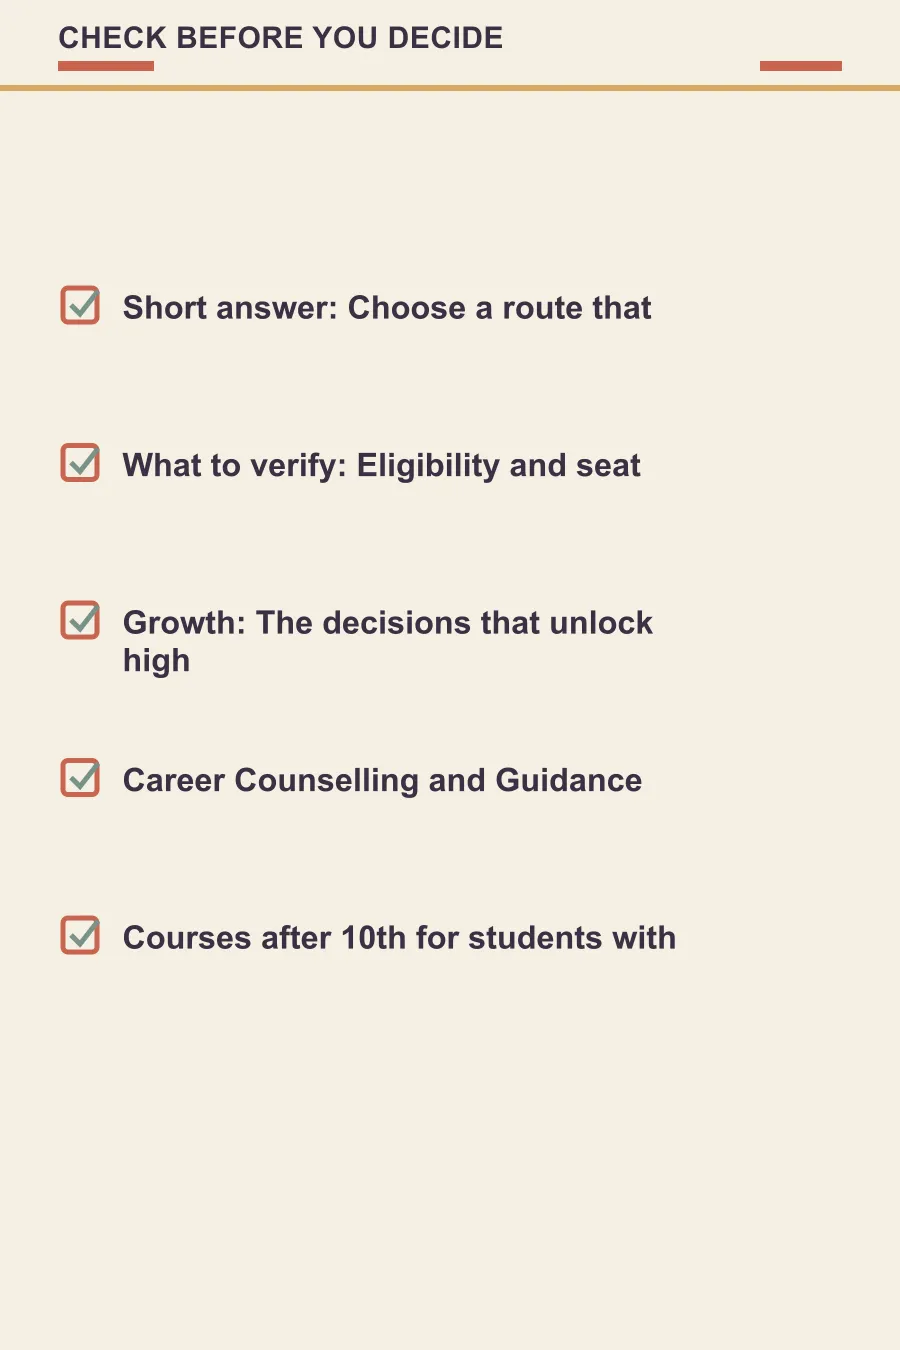 CHECK BEFORE YOU DECIDE
Short answer: Choose a route that
What to verify: Eligibility and seat
Growth: The decisions that unlock
high
Career Counselling and Guidance
Courses after 10th for students with